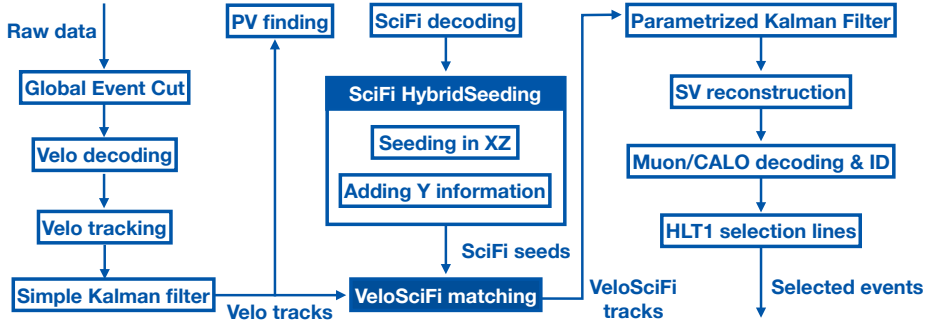 Raw data
Global Event Cut
Velo decoding
Velo tracking
Simple Kalman filter
Velo tracks
PV finding
SciFi decoding
SciFi HybridSeeding
Seeding in XZ
Adding Y information
SciFi seeds
VeloSciFi matching
VeloSciFi
tracks
Parametrized Kalman Filter
SV reconstruction
Muon/CALO decoding & ID
HLT1 selection lines
Selected events